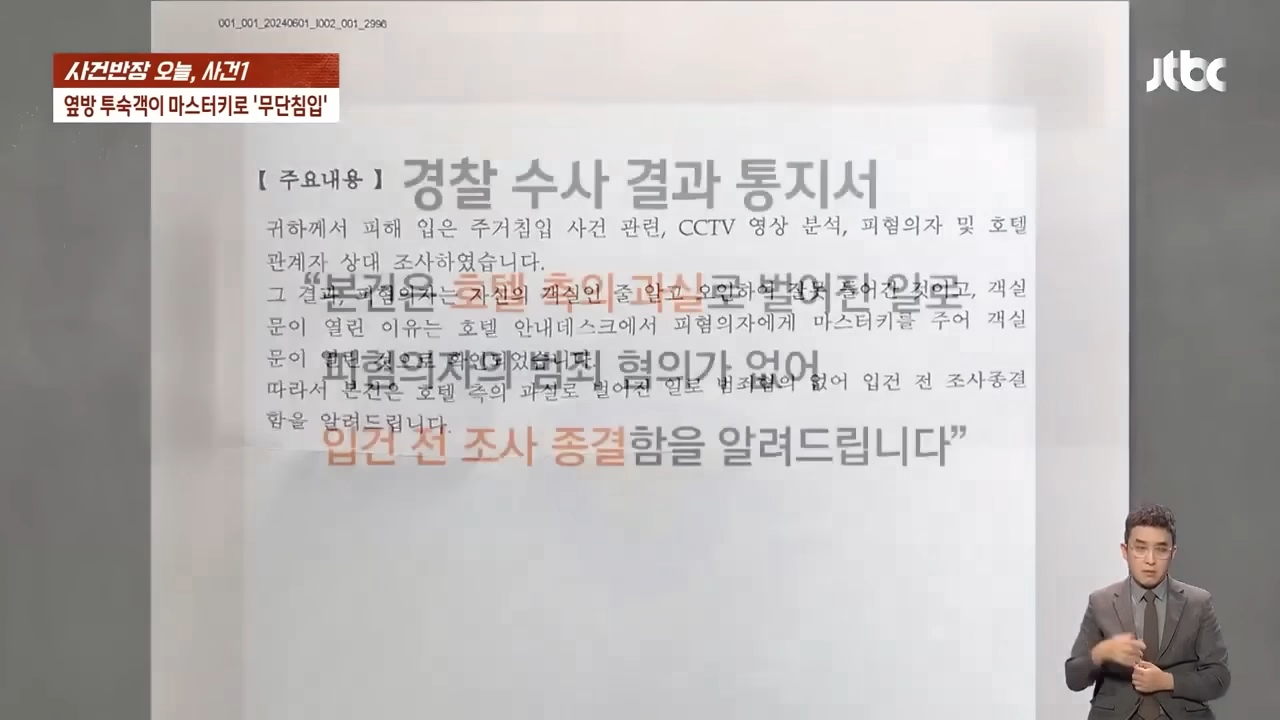 001_001_20240601_I002_001_2996
사건반장 오늘, 사건1
옆방 투숙객이 마스터키로 '무단침입'
jtbc
【 주요내용 】
경찰 수사 결과 통지서
귀하께서 피해 입은 주거침입 사건 관련, CCTV 영상 분석, 피혐의자 및 호텔
관계자 상대 조사하였습니다.
“본건은 호텔 측의 과실로 벌어진 일로
그 결과, 피혐의자는 자신의 객실인 줄 알고 오인하여 잘못 들어간 것이고, 객실
문이 열린 이유는 호텔 안내데스크에서 피혐의자에게 마스터키를 주어 객실
문이 열린 것으로 확인되었습니다.
피혐의자의 범죄 혐의가 없어
따라서 본건은 호텔 측의 과실로 벌어진 일로 범죄혐의 없어 입건 전 조사종결
함을 알려드립니다.
입건 전 조사 종결함을 알려드립니다”